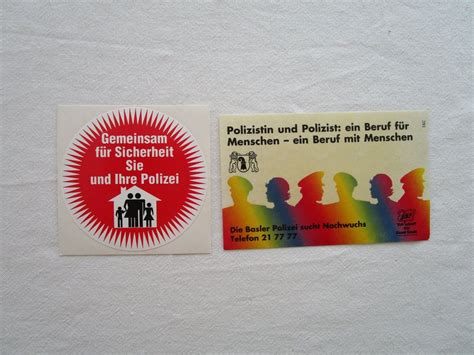 Gemeinsam
für Sicherheit
Sie
und Ihre Polizei
Polizistin und Polizist: ein Beruf für
Menschen – ein Beruf mit Menschen
Die Basler Polizei sucht Nachwuchs
Telefon 21 77 77